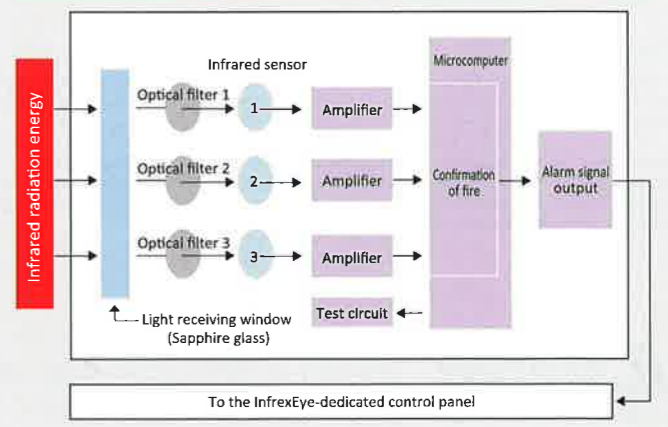 Infrared radiation energy
Infrared sensor
Microcomputer
Optical filter 1
1
Amplifier
Optical filter 2
2
Amplifier
Confirmation
of fire
Alarm signal
output
Optical filter 3
3
Amplifier
Test circuit
Light receiving window
(Sapphire glass)
To the InfrexEye-dedicated control panel